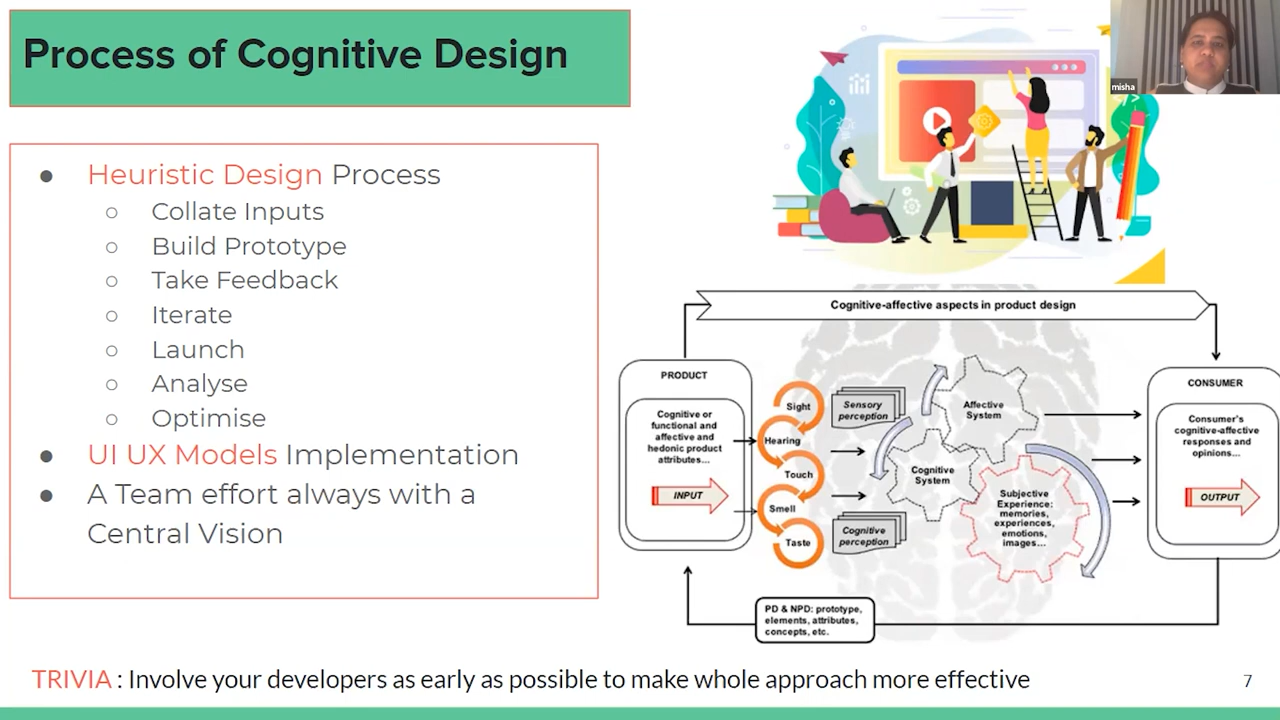 Process of Cognitive Design
misha
● Heuristic Design Process
○ Collate Inputs
○ Build Prototype
○ Take Feedback
○ Iterate
○ Launch
○ Analyse
○ Optimise
● UI UX Models Implementation
● A Team effort always with a
Central Vision
Cognitive-affective aspects in product design
PRODUCT
Cognitive or
functional and
affective and
hedonic product
attributes...
INPUT
Sight
Hearing
Touch
Smell
Taste
Sensory
perception
Cognitive
perception
Affective
System
Cognitive
System
Subjective
Experience:
memories,
experiences,
emotions,
images...
CONSUMER
Consumer's
cognitive-affective
responses and
opinions...
OUTPUT
PD & NPD: prototype,
elements, attributes,
concepts, etc.
TRIVIA : Involve your developers as early as possible to make whole approach more effective
7